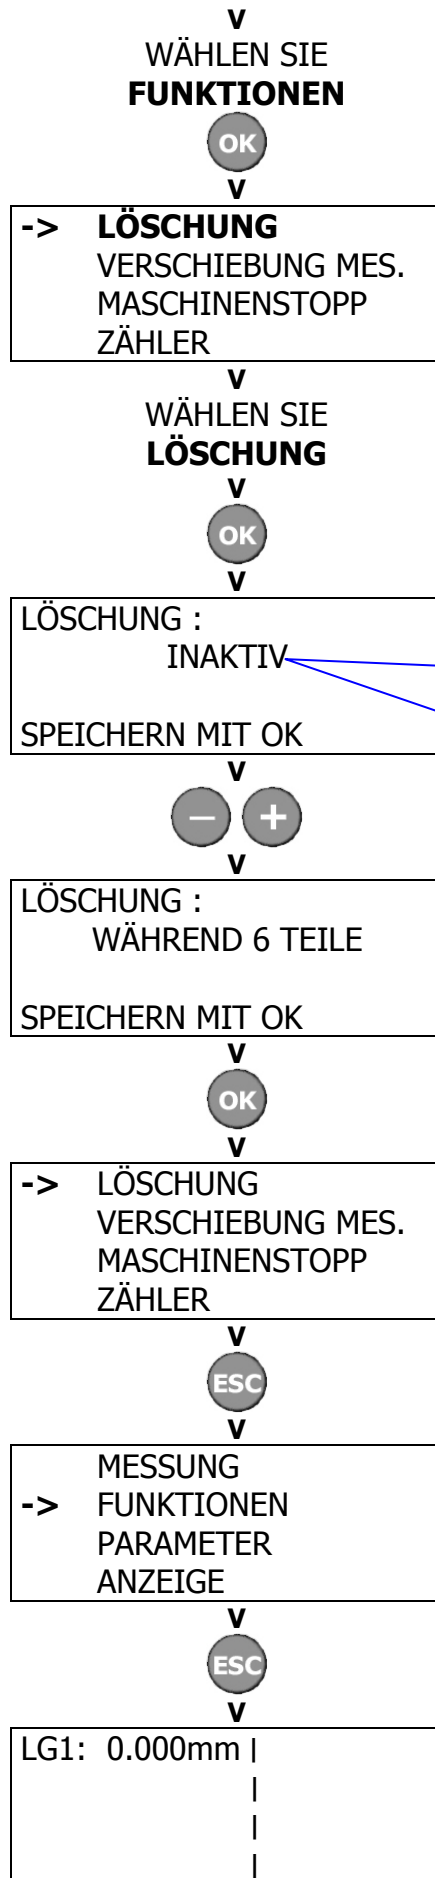 v
WÄHLEN SIE
FUNKTIONEN
OK
v
-> LÖSCHUNG
VERSCHIEBUNG MES.
MASCHINENSTOPP
ZÄHLER
v
WÄHLEN SIE
LÖSCHUNG
v
OK
v
LÖSCHUNG :
INAKTIV
SPEICHERN MIT OK
v
− +
v
LÖSCHUNG :
WÄHREND 6 TEILE
SPEICHERN MIT OK
v
OK
v
-> LÖSCHUNG
VERSCHIEBUNG MES.
MASCHINENSTOPP
ZÄHLER
v
ESC
v
MESSUNG
-> FUNKTIONEN
PARAMETER
ANZEIGE
v
ESC
v
LG1: 0.000mm |
|
|
|